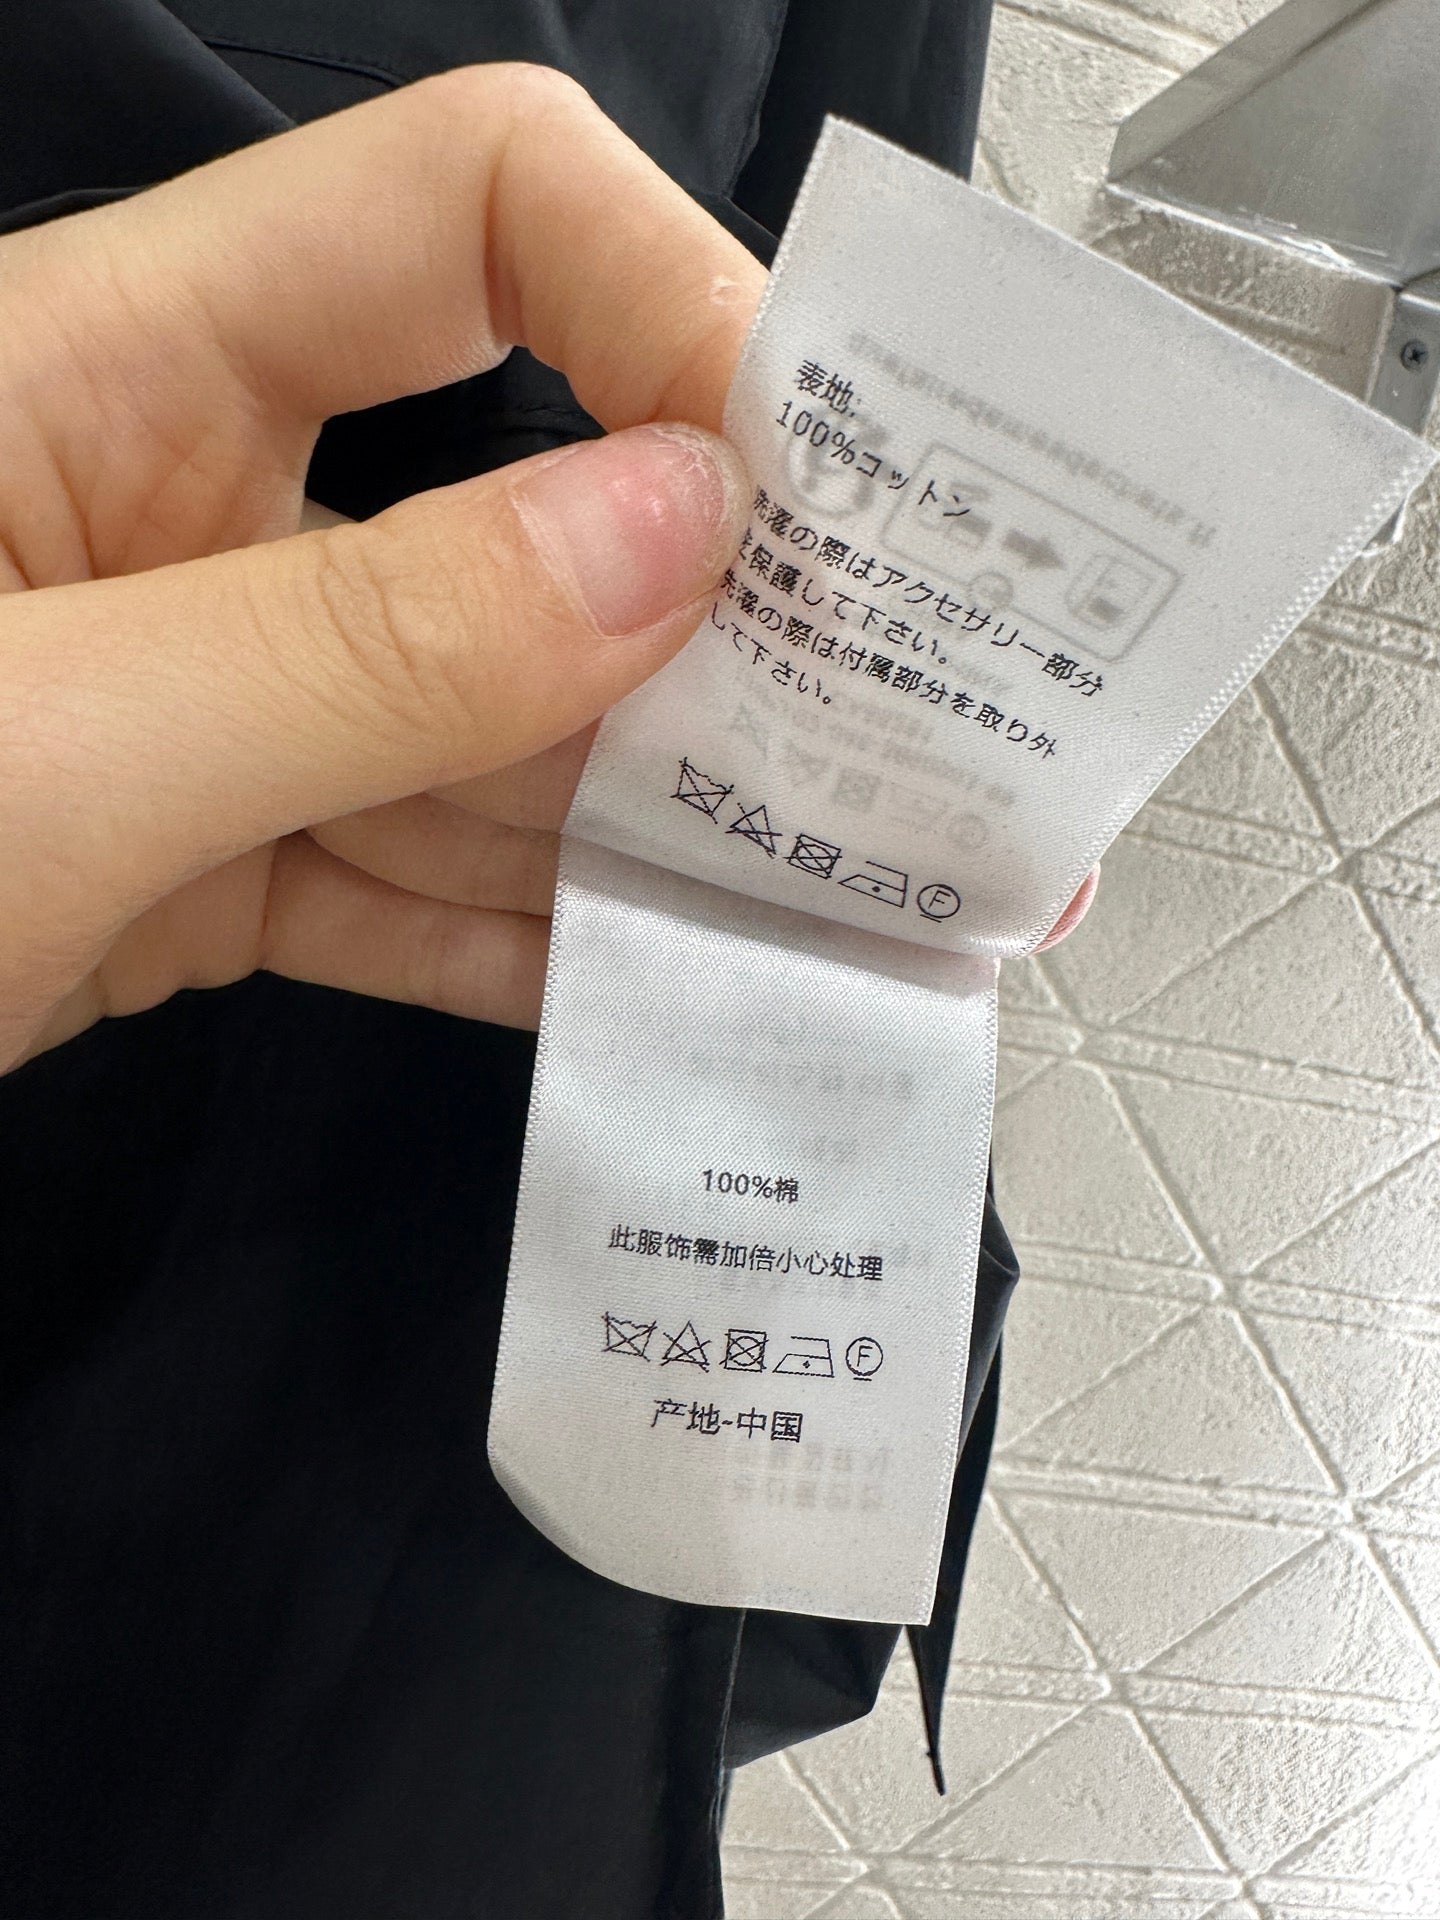 表地:
100%コットン
洗濯の際はアクセサリー部分
を保護して下さい。
洗濯の際は付属部分を取り外
して下さい。
F
100%棉
此服饰需加倍小心处理
F
产地-中国